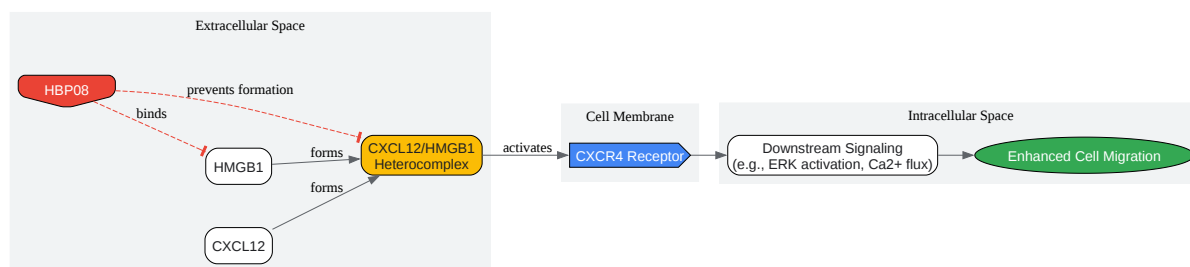 Extracellular Space
HBP08
prevents formation
binds
HMGB1
forms
CXCL12/HMGB1
Heterocomplex
forms
CXCL12
activates
Cell Membrane
CXCR4 Receptor
Intracellular Space
Downstream Signaling
(e.g., ERK activation, Ca2+ flux)
Enhanced Cell Migration